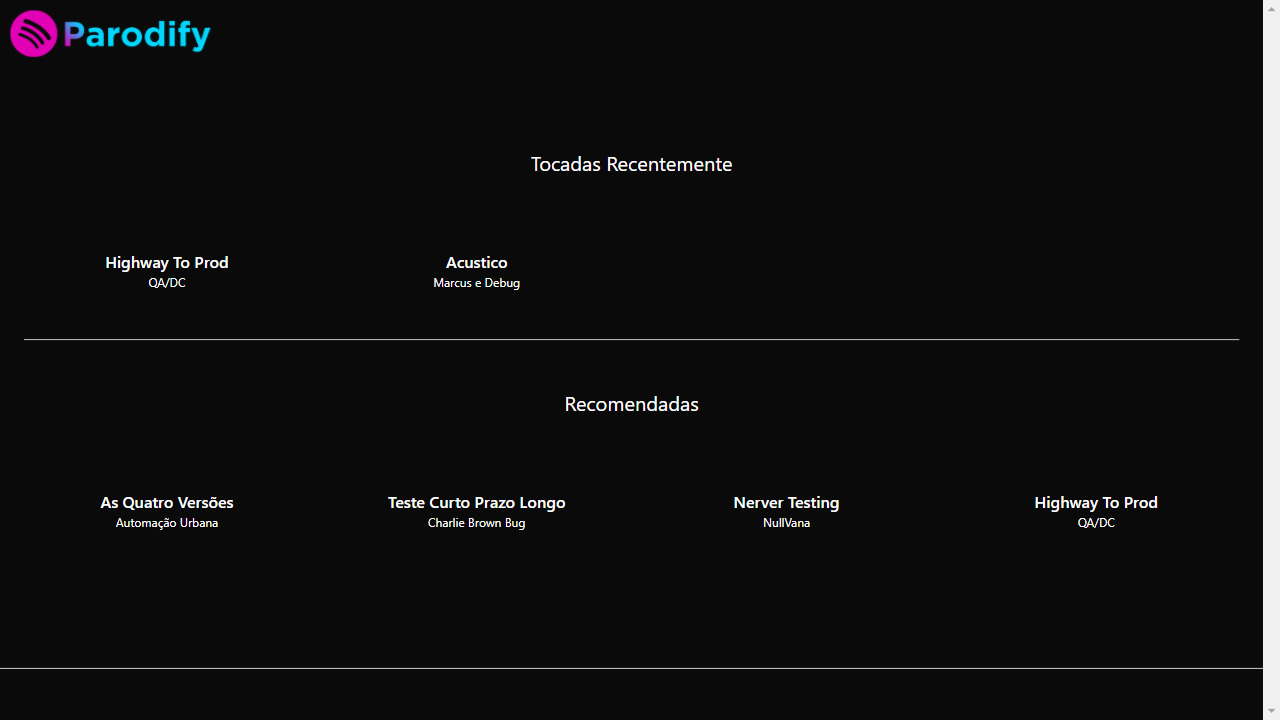 Parodify
Tocadas Recentemente
Highway To Prod
QA/DC
Acustico
Marcus e Debug
Recomendadas
As Quatro Versões
Automação Urbana
Teste Curto Prazo Longo
Charlie Brown Bug
Nerver Testing
NullVana
Highway To Prod
QA/DC